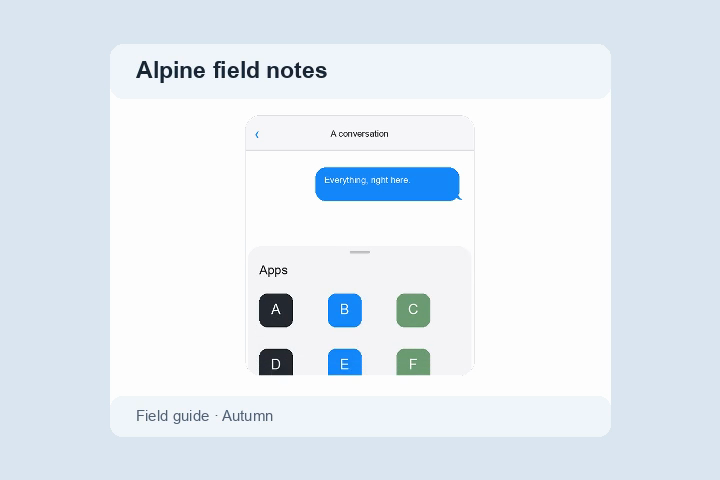 Alpine field notes
‹ A conversation
Everything, right here.
Apps
A B C
D E F
Field guide · Autumn